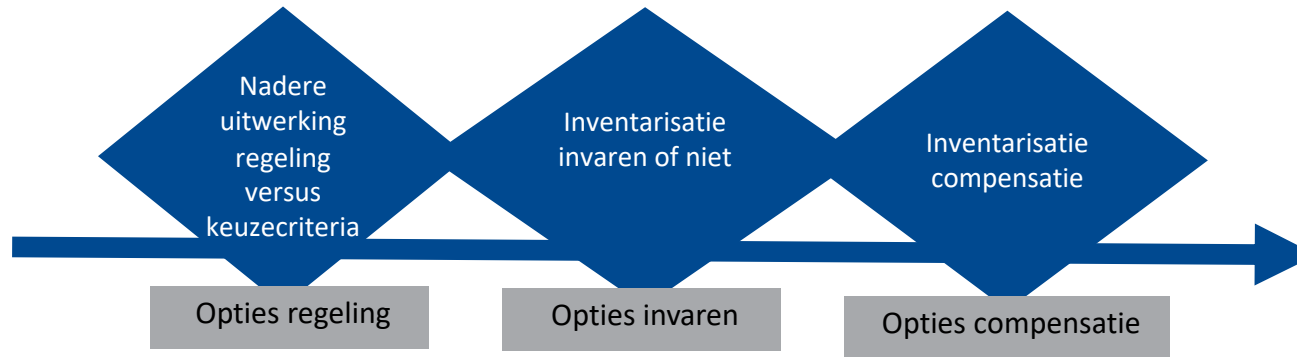 Nadere
uitwerking
regeling
versus
keuzecriteria
Inventarisatie
invaren of niet
Inventarisatie
compensatie
Opties regeling
Opties invaren
Opties compensatie